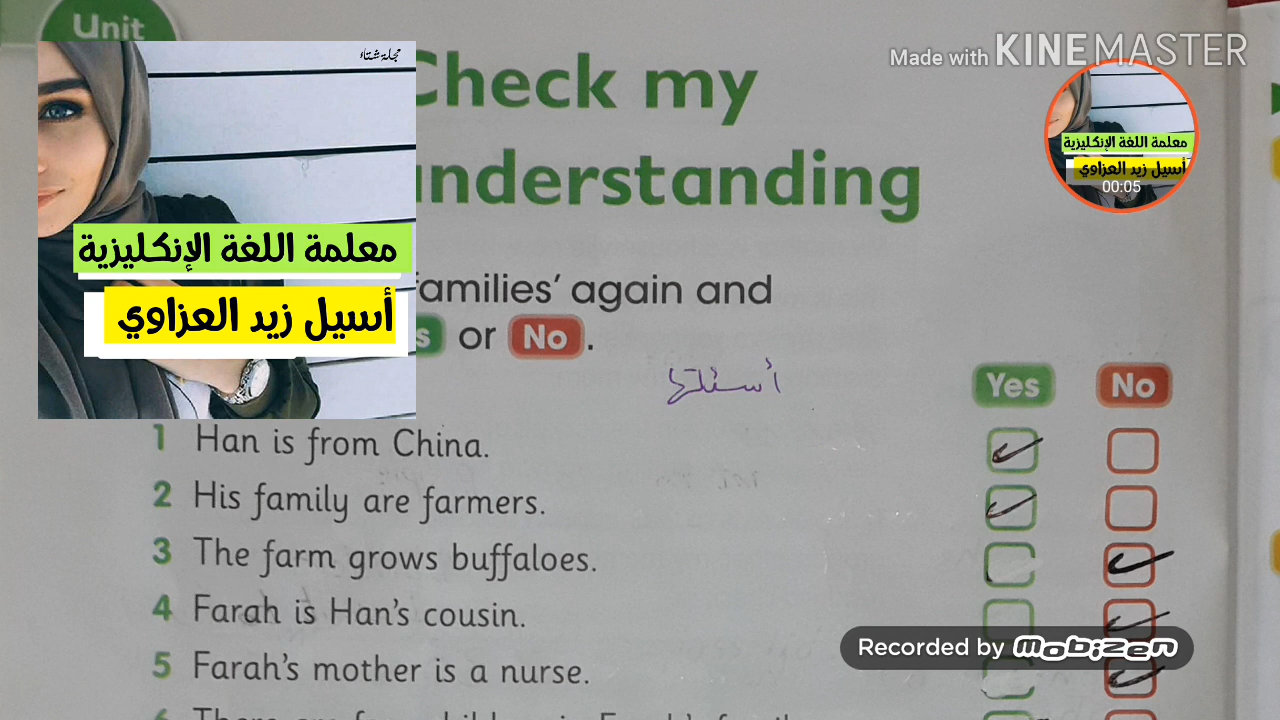 Unit
مجلة شتاء
Check my
understanding
Made with KINEMASTER
معلمة اللغة الإنكليزية
أسيل زيد العزاوي
معلمة اللغة الإنكليزية
أسيل زيد العزاوي
00:05
families’ again and
s or No.
Yes No
1 Han is from China.
2 His family are farmers.
3 The farm grows buffaloes.
4 Farah is Han’s cousin.
Recorded by mobizen
5 Farah’s mother is a nurse.